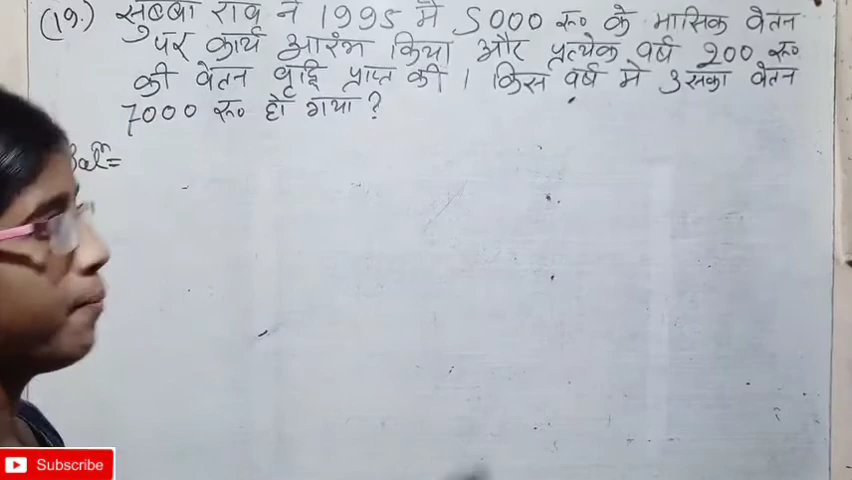 (19.) सुब्बा राव ने 1995 में 5000 रू० के मासिक वेतन
पर कार्य आरंभ किया और प्रत्येक वर्ष 200 रू०
की वेतन वृद्धि प्राप्त की । किस वर्ष में उसका वेतन
7000 रू० हो गया ?
Solⁿ=
Subscribe